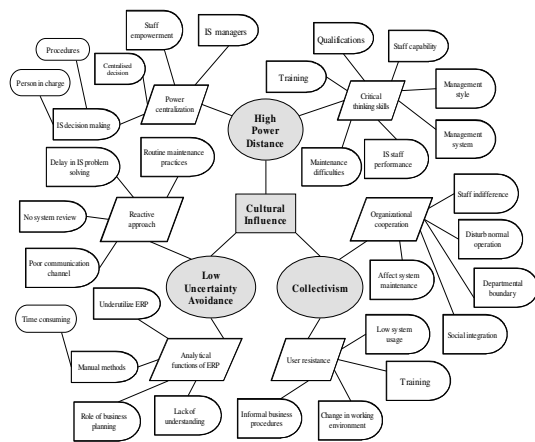 Staff
empowerment
IS managers
Procedures
Centralised
decision
Person in charge
IS decision making
Power
centralization
Qualifications
Staff capability
Training
Critical
thinking skills
Management
style
Management
system
Maintenance
difficulties
IS staff
performance
High
Power
Distance
Delay in IS problem
solving
Routine maintenance
practices
No system review
Reactive
approach
Poor communication
channel
Cultural
Influence
Organizational
cooperation
Staff indifference
Disturb normal
operation
Departmental
boundary
Affect system
maintenance
Social integration
Low
Uncertainty
Avoidance
Collectivism
Underutilize ERP
Time consuming
Manual methods
Analytical
functions of ERP
Role of business
planning
Lack of
understanding
User resistance
Low system
usage
Training
Informal business
procedures
Change in working
environment